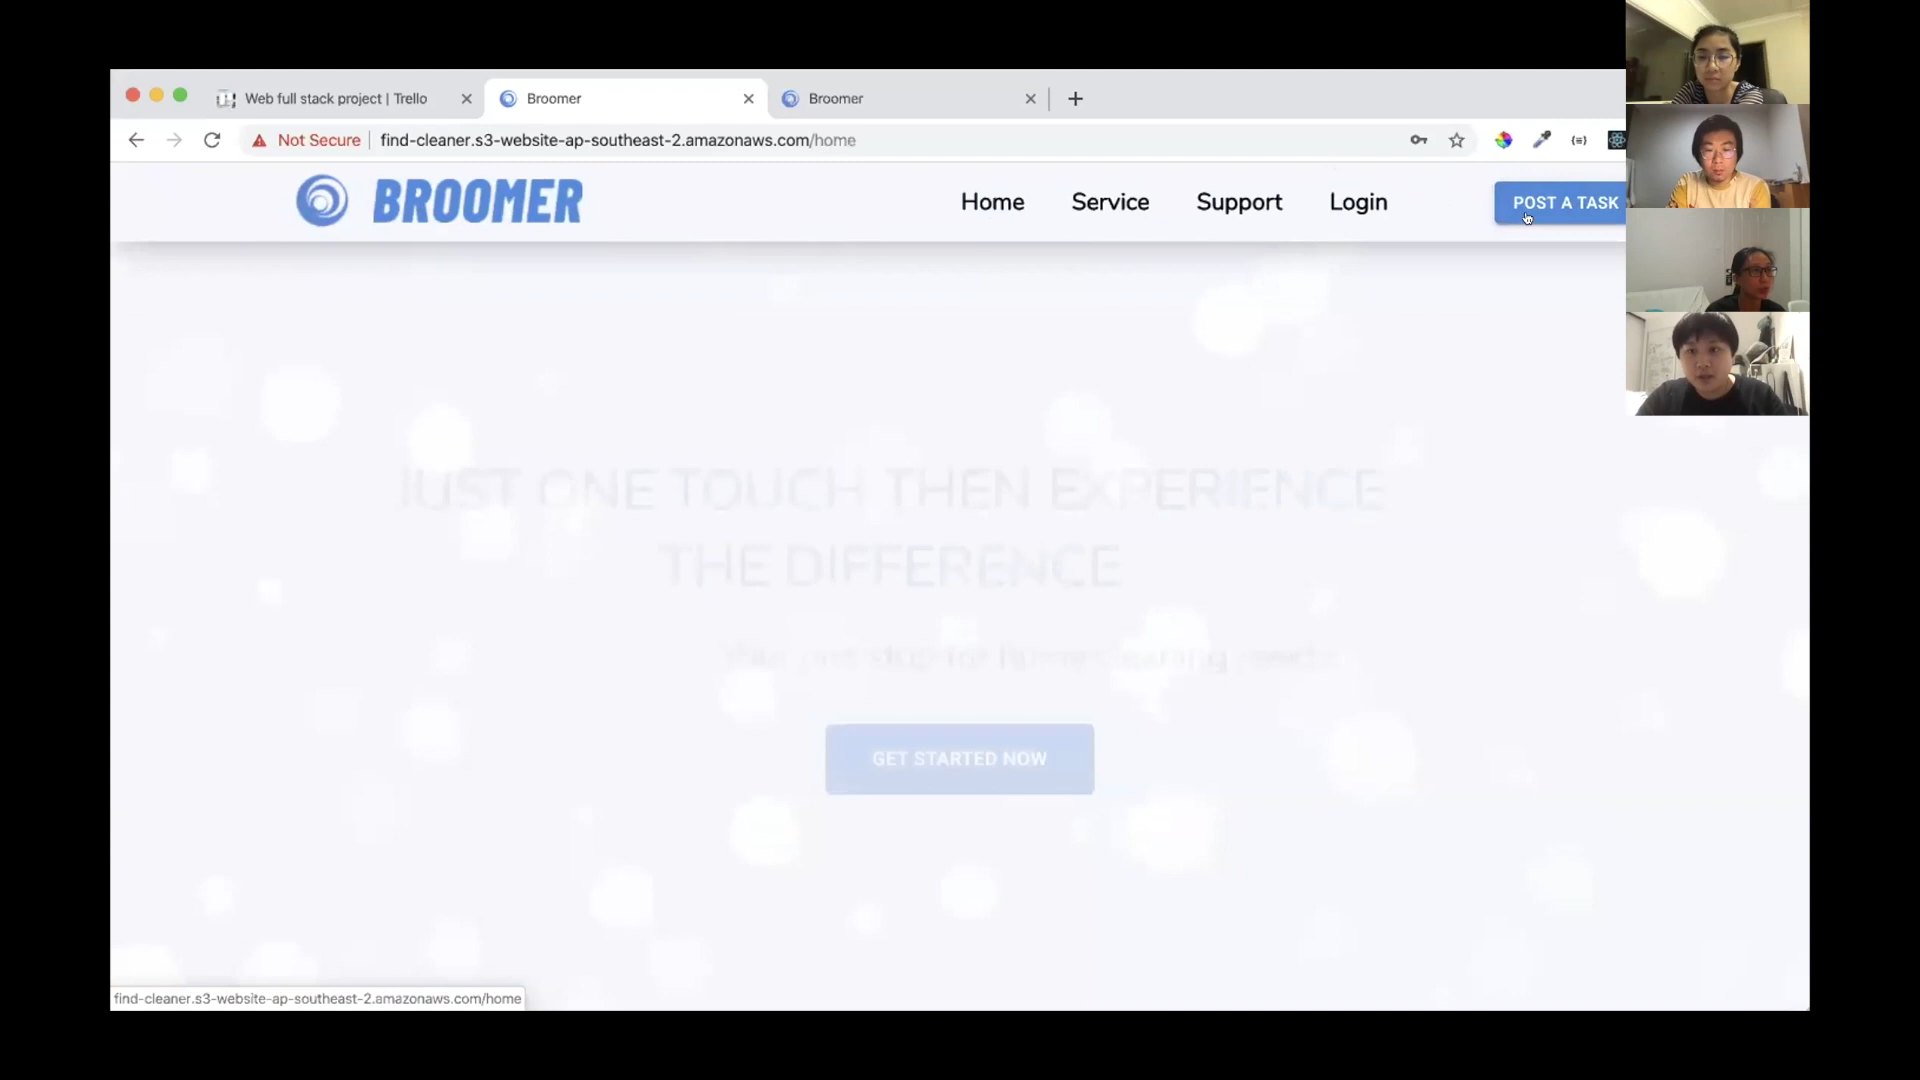 Web full stack project | Trello
Broomer
Broomer
Not Secure
find-cleaner.s3-website-ap-southeast-2.amazonaws.com/home
BROOMER
Home
Service
Support
Login
POST A TASK
JUST ONE TOUCH THEN EXPERIENCE
THE DIFFERENCE
GET STARTED NOW
find-cleaner.s3-website-ap-southeast-2.amazonaws.com/home